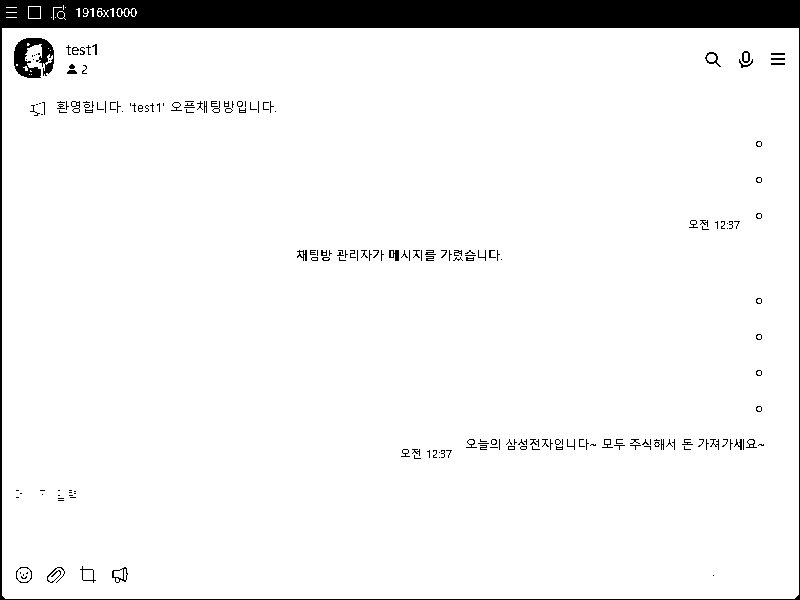 1916x1000
test1
2
환영합니다. 'test1' 오픈채팅방입니다.
o
o
o
오전 12:37
채팅방 관리자가 메시지를 가렸습니다.
o
o
o
o
오늘의 삼성전자입니다~ 모두 주식해서 돈 가져가세요~
오전 12:37